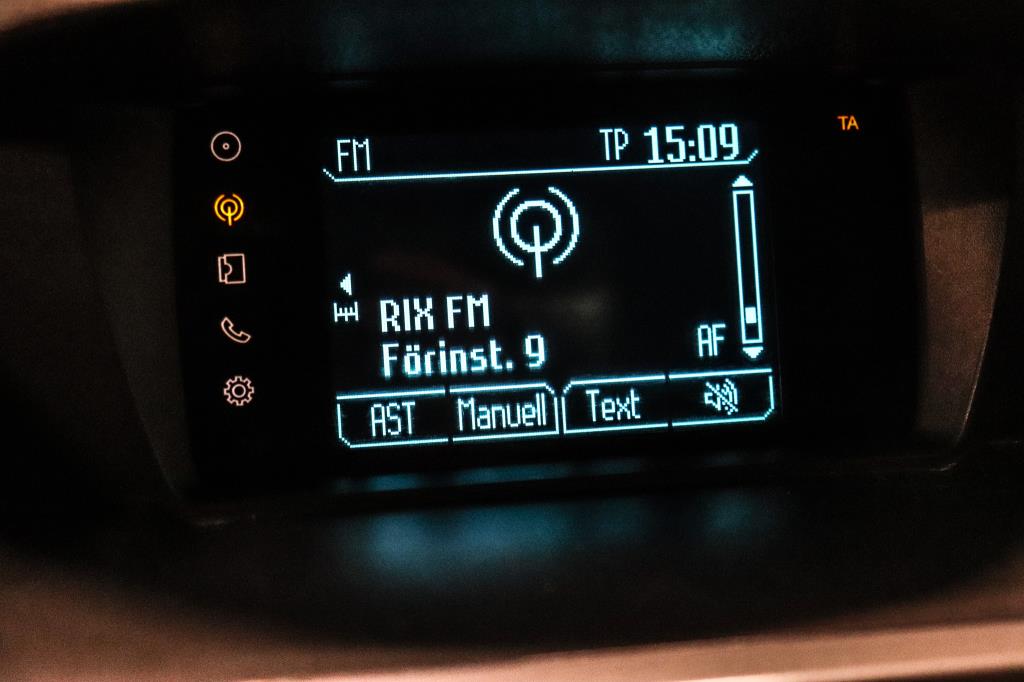 FM TP 15:09 TA
RIX FM
Förinst. 9 AF
AST Manuell Text